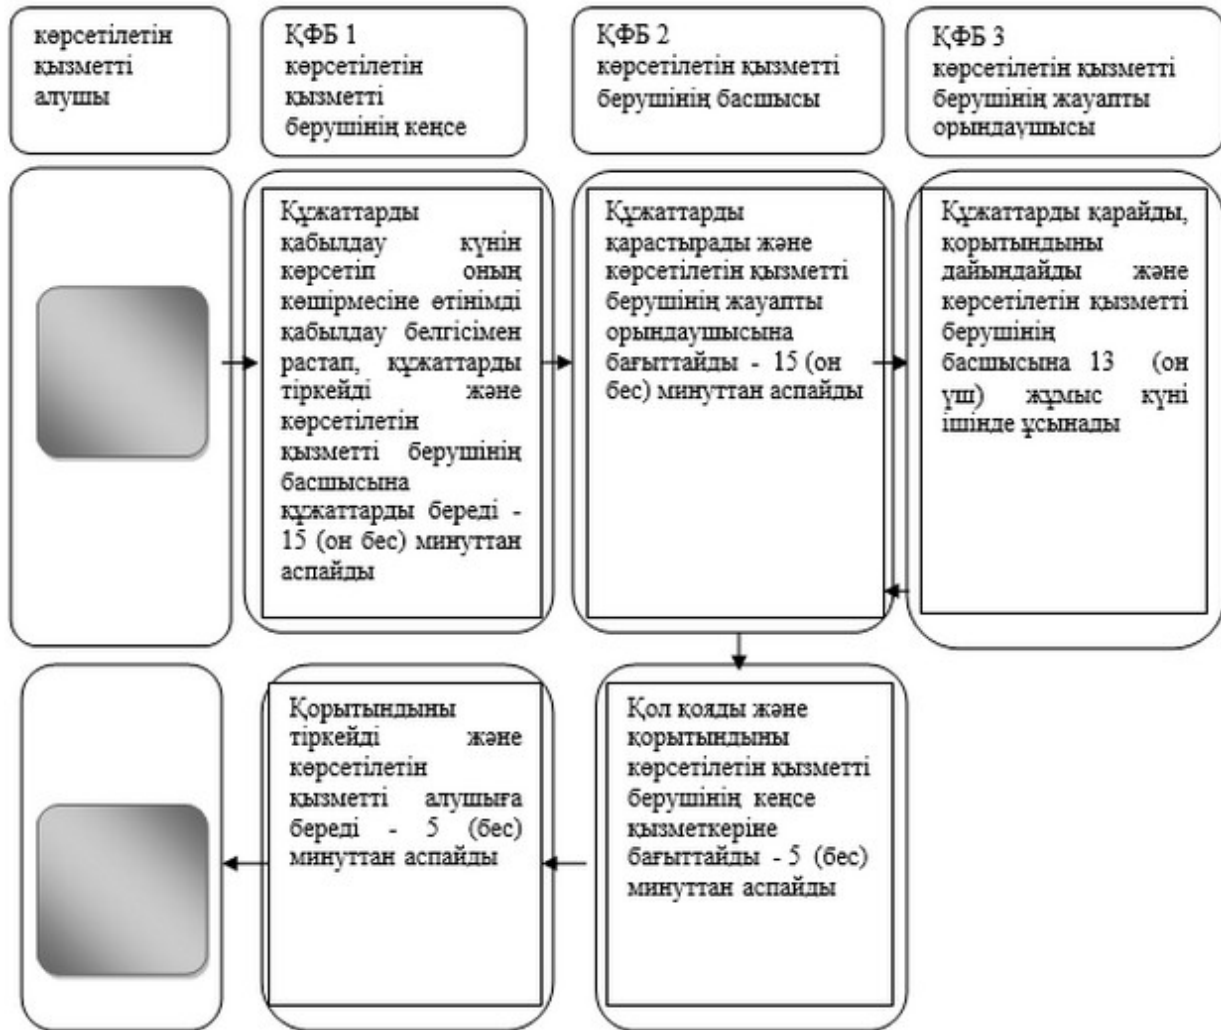 көрсетілетін
қызметті
алушы
ҚФБ 1
көрсетілетін
қызметті
берушінің кеңсе
ҚФБ 2
көрсетілетін қызметті
берушінің басшысы
ҚФБ 3
көрсетілетін қызметті
берушінің жауапты
орындаушысы
Құжаттарды
қабылдау күнін
көрсетіп оның
көшірмесіне өтінімді
қабылдау белгісімен
растап, құжаттарды
тіркейді және
көрсетілетін
қызметті берушінің
басшысына
құжаттарды береді -
15 (он бес) минуттан
аспайды
Құжаттарды
қарастырады және
көрсетілетін қызметті
берушінің жауапты
орындаушысына
бағыттайды - 15 (он
бес) минуттан аспайды
Құжаттарды қарайды,
қорытындыны
дайындайды және
көрсетілетін қызметті
берушінің
басшысына 13 (он
үш) жұмыс күні
ішінде ұсынады
Қорытындыны
тіркейді және
көрсетілетін
қызметті алушыға
береді - 5 (бес)
минуттан аспайды
Қол қояды және
қорытындыны
көрсетілетін қызметті
берушінің кеңсе
қызметкеріне
бағыттайды - 5 (бес)
минуттан аспайды